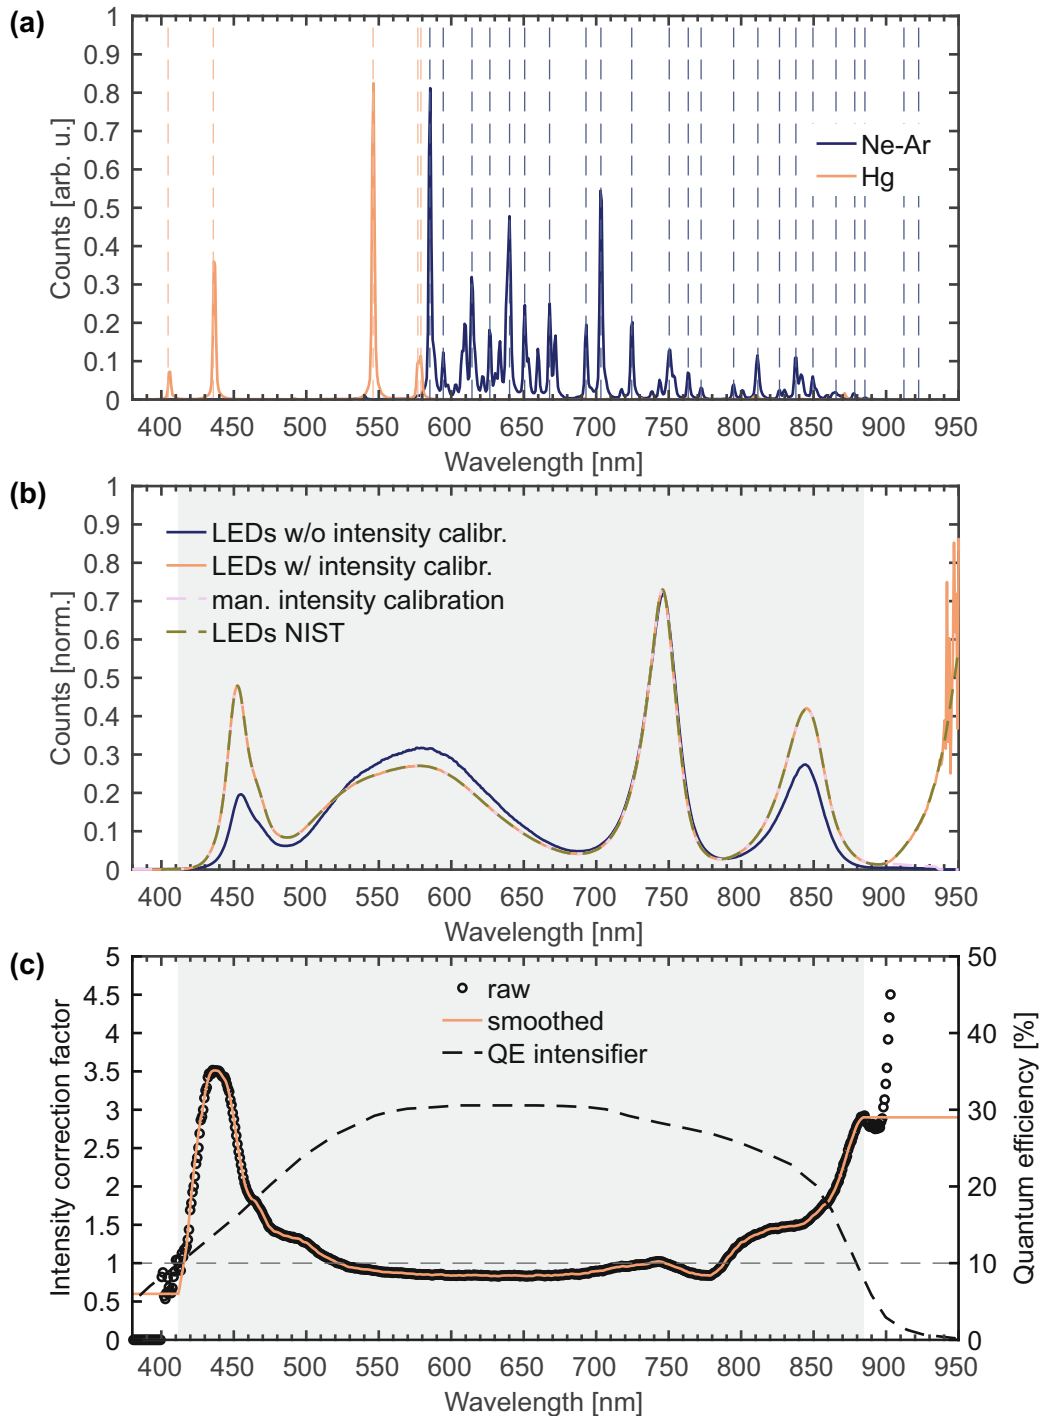 (a)
1
0.9
0.8
0.7
0.6
0.5
0.4
0.3
0.2
0.1
0
Counts [arb. u.]
Ne-Ar
Hg
400 450 500 550 600 650 700 750 800 850 900 950
Wavelength [nm]
(b)
1
0.9
0.8
0.7
0.6
0.5
0.4
0.3
0.2
0.1
0
Counts [norm.]
LEDs w/o intensity calibr.
LEDs w/ intensity calibr.
man. intensity calibration
LEDs NIST
400 450 500 550 600 650 700 750 800 850 900 950
Wavelength [nm]
(c)
5
4.5
4
3.5
3
2.5
2
1.5
1
0.5
0
Intensity correction factor
raw
smoothed
QE intensifier
50
40
30
20
10
0
Quantum efficiency [%]
400 450 500 550 600 650 700 750 800 850 900 950
Wavelength [nm]